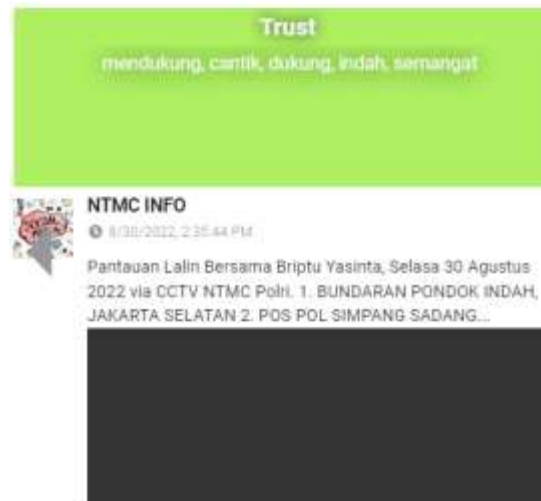 Trust
mendukung, cantik, dukung, indah, semangat
NTMC INFO
8/30/2022, 2:35:44 PM
Pantauan Lalin Bersama Briptu Yasinta, Selasa 30 Agustus
2022 via CCTV NTMC Polri. 1. BUNDARAN PONDOK INDAH,
JAKARTA SELATAN 2. POS POL SIMPANG SADANG...